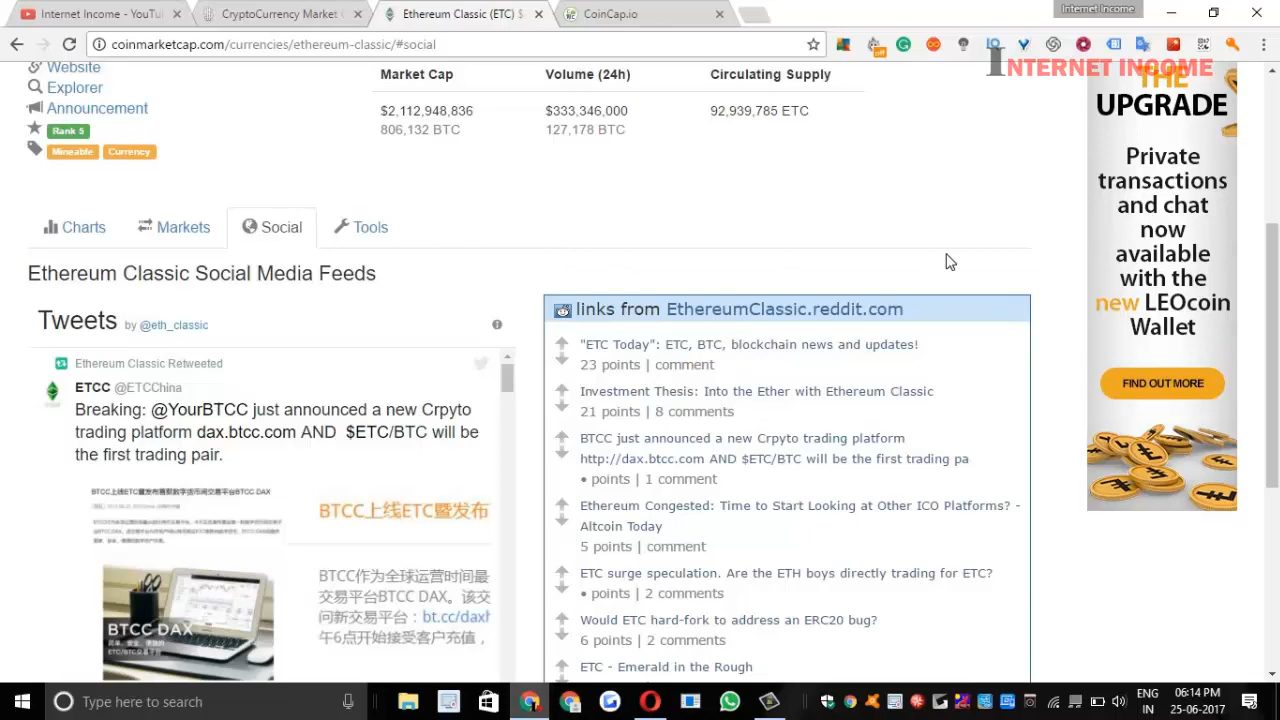 Internet Income - YouTu
CryptoCurrency Market C
Ethereum Classic (ETC) $
CoinCap.io
Internet Income
coinmarketcap.com/currencies/ethereum-classic/#social
off
INTERNET INCOME
Website
Explorer
Announcement
Rank 5
Mineable Currency
Market Cap Volume (24h) Circulating Supply
$2,112,948,836 $333,346,000 92,939,785 ETC
806,132 BTC 127,178 BTC
Charts Markets Social Tools
Ethereum Classic Social Media Feeds
Tweets by @eth_classic
Ethereum Classic Retweeted
ETCC @ETCChina
Breaking: @YourBTCC just announced a new Crpyto
trading platform dax.btcc.com AND $ETC/BTC will be
the first trading pair.
BTCC上线ETC暨发布
BTCC作为全球运营时间最
交易平台BTCC DAX。该交
问新交易平台：bt.cc/daxh
午6点开始接受客户充值，
BTCC DAX
links from EthereumClassic.reddit.com
"ETC Today": ETC, BTC, blockchain news and updates!
23 points | comment
Investment Thesis: Into the Ether with Ethereum Classic
21 points | 8 comments
BTCC just announced a new Crpyto trading platform
http://dax.btcc.com AND $ETC/BTC will be the first trading pa
• points | 1 comment
Ethereum Congested: Time to Start Looking at Other ICO Platforms? -
Altcoin Today
5 points | comment
ETC surge speculation. Are the ETH boys directly trading for ETC?
• points | 2 comments
Would ETC hard-fork to address an ERC20 bug?
points | 2 comments
ETC - Emerald in the Rough
THE
UPGRADE
Private
transactions
and chat
now
available
with the
new LEOcoin
Wallet
FIND OUT MORE
Type here to search
ENG
IN
06:14 PM
25-06-2017